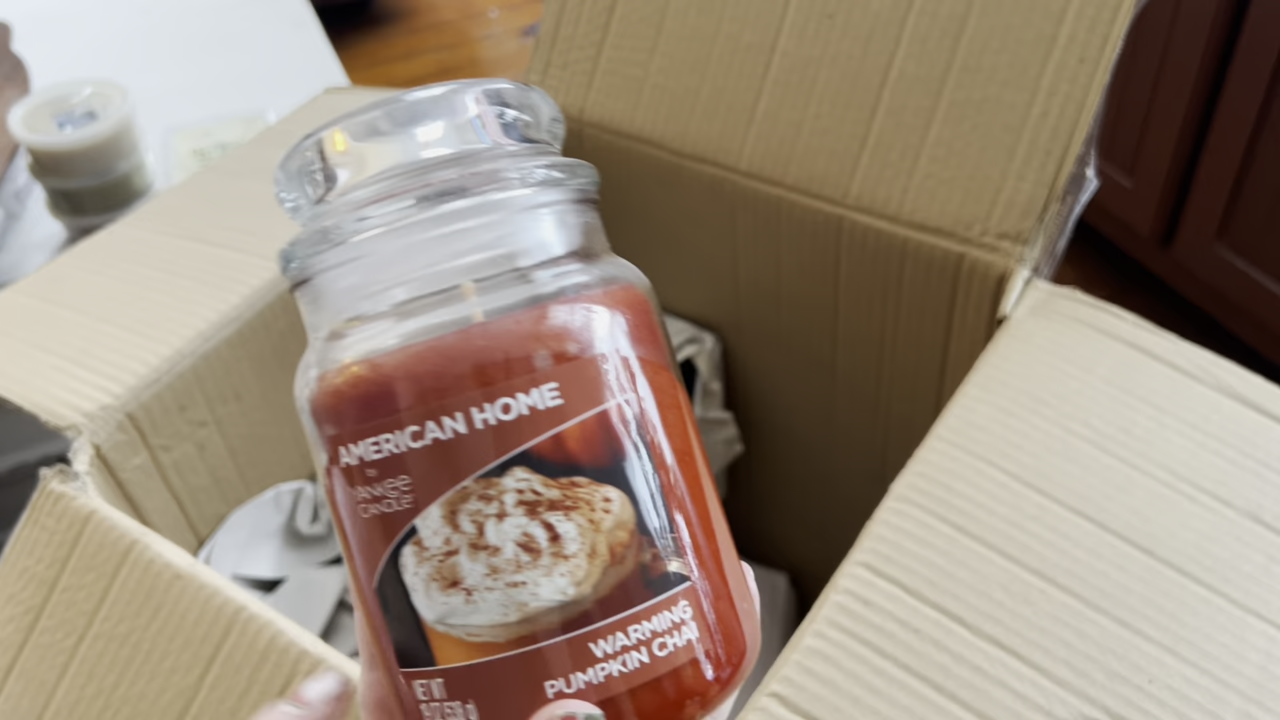 AMERICAN HOME
by
YANKEE
CANDLE
WARMING
PUMPKIN CHAI